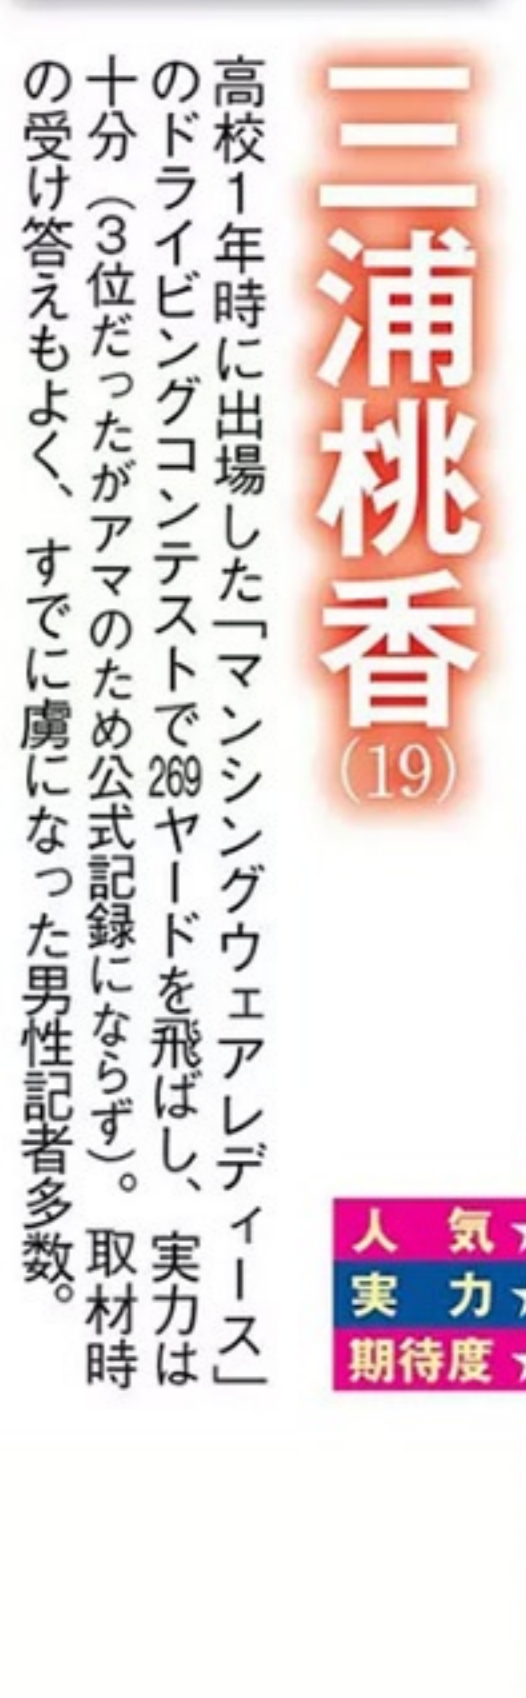 三浦桃香
(19)
高校1年時に出場した「マンシングウェアレディース」
のドライビングコンテストで269ヤードを飛ばし、実力は
十分（3位だったがアマのため公式記録にならず）。取材時
の受け答えもよく、すでに虜になった男性記者多数。
人気★
実力★
期待度★